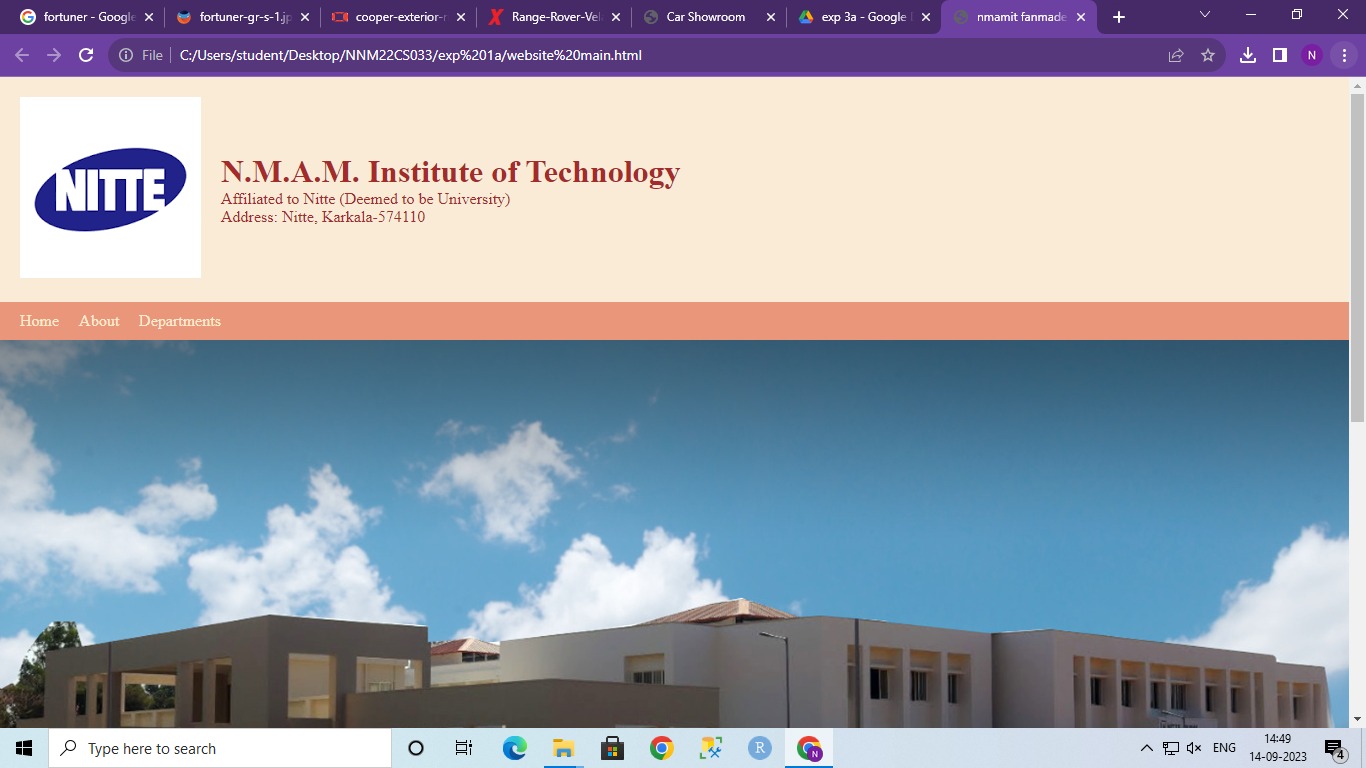 fortuner - Google
fortuner-gr-s-1.jp
cooper-exterior-r
Range-Rover-Vel
Car Showroom
exp 3a - Google
nmamit fanmade
File
C:/Users/student/Desktop/NNM22CS033/exp%201a/website%20main.html
N
NITTE
N.M.A.M. Institute of Technology
Affiliated to Nitte (Deemed to be University)
Address: Nitte, Karkala-574110
Home About Departments
Type here to search
R
N
ENG
14:49
14-09-2023
4